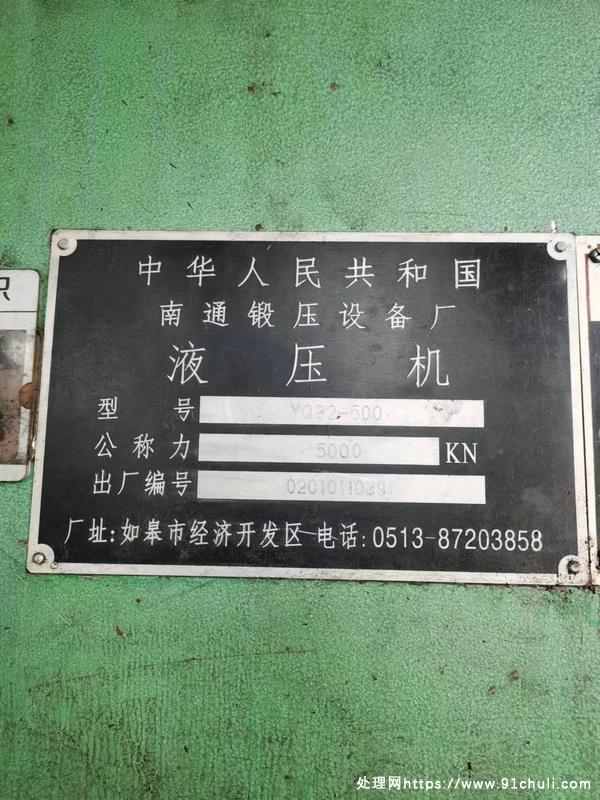 中华人民共和国
南通锻压设备厂
液压机
型号 YQ32-500
公称力 5000 KN
出厂编号 0201011039
厂址:如皋市经济开发区 电话:0513-87203858
识
处理网https://www.91chuli.com